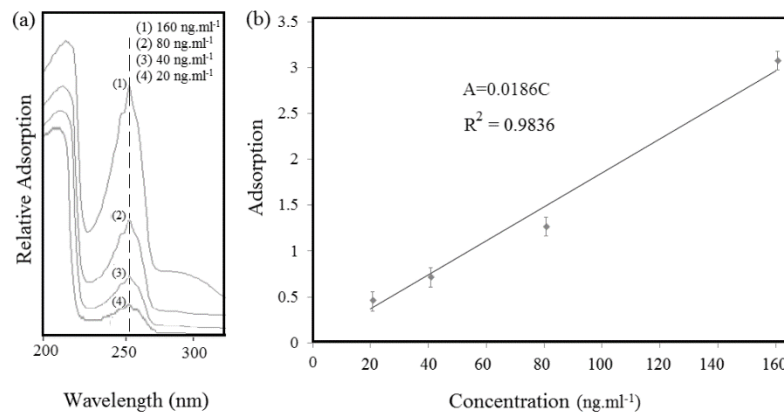 (a)
(1) 160 ng.ml⁻¹
(2) 80 ng.ml⁻¹
(3) 40 ng.ml⁻¹
(4) 20 ng.ml⁻¹
(1)
(2)
(3)
(4)
Relative Adsorption
200 250 300
Wavelength (nm)
(b)
A=0.0186C
R² = 0.9836
Adsorption
3.5
3
2.5
2
1.5
1
0.5
0
0 20 40 60 80 100 120 140 160
Concentration (ng.ml⁻¹)